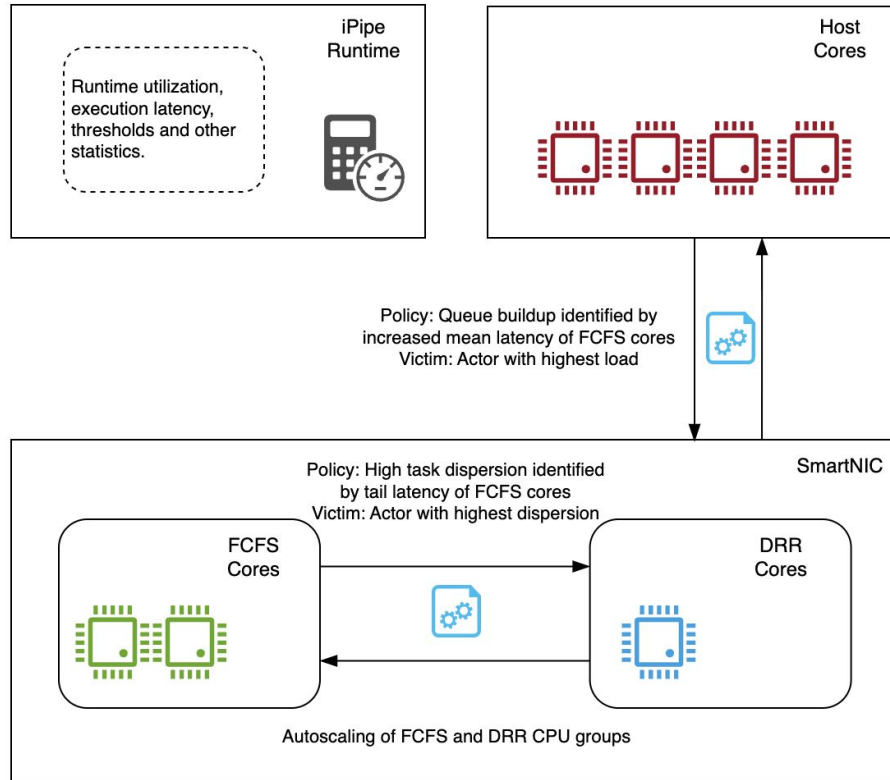 iPipe
Runtime
Runtime utilization,
execution latency,
thresholds and other
statistics.
Host
Cores
Policy: Queue buildup identified by
increased mean latency of FCFS cores
Victim: Actor with highest load
SmartNIC
Policy: High task dispersion identified
by tail latency of FCFS cores
Victim: Actor with highest dispersion
FCFS
Cores
DRR
Cores
Autoscaling of FCFS and DRR CPU groups